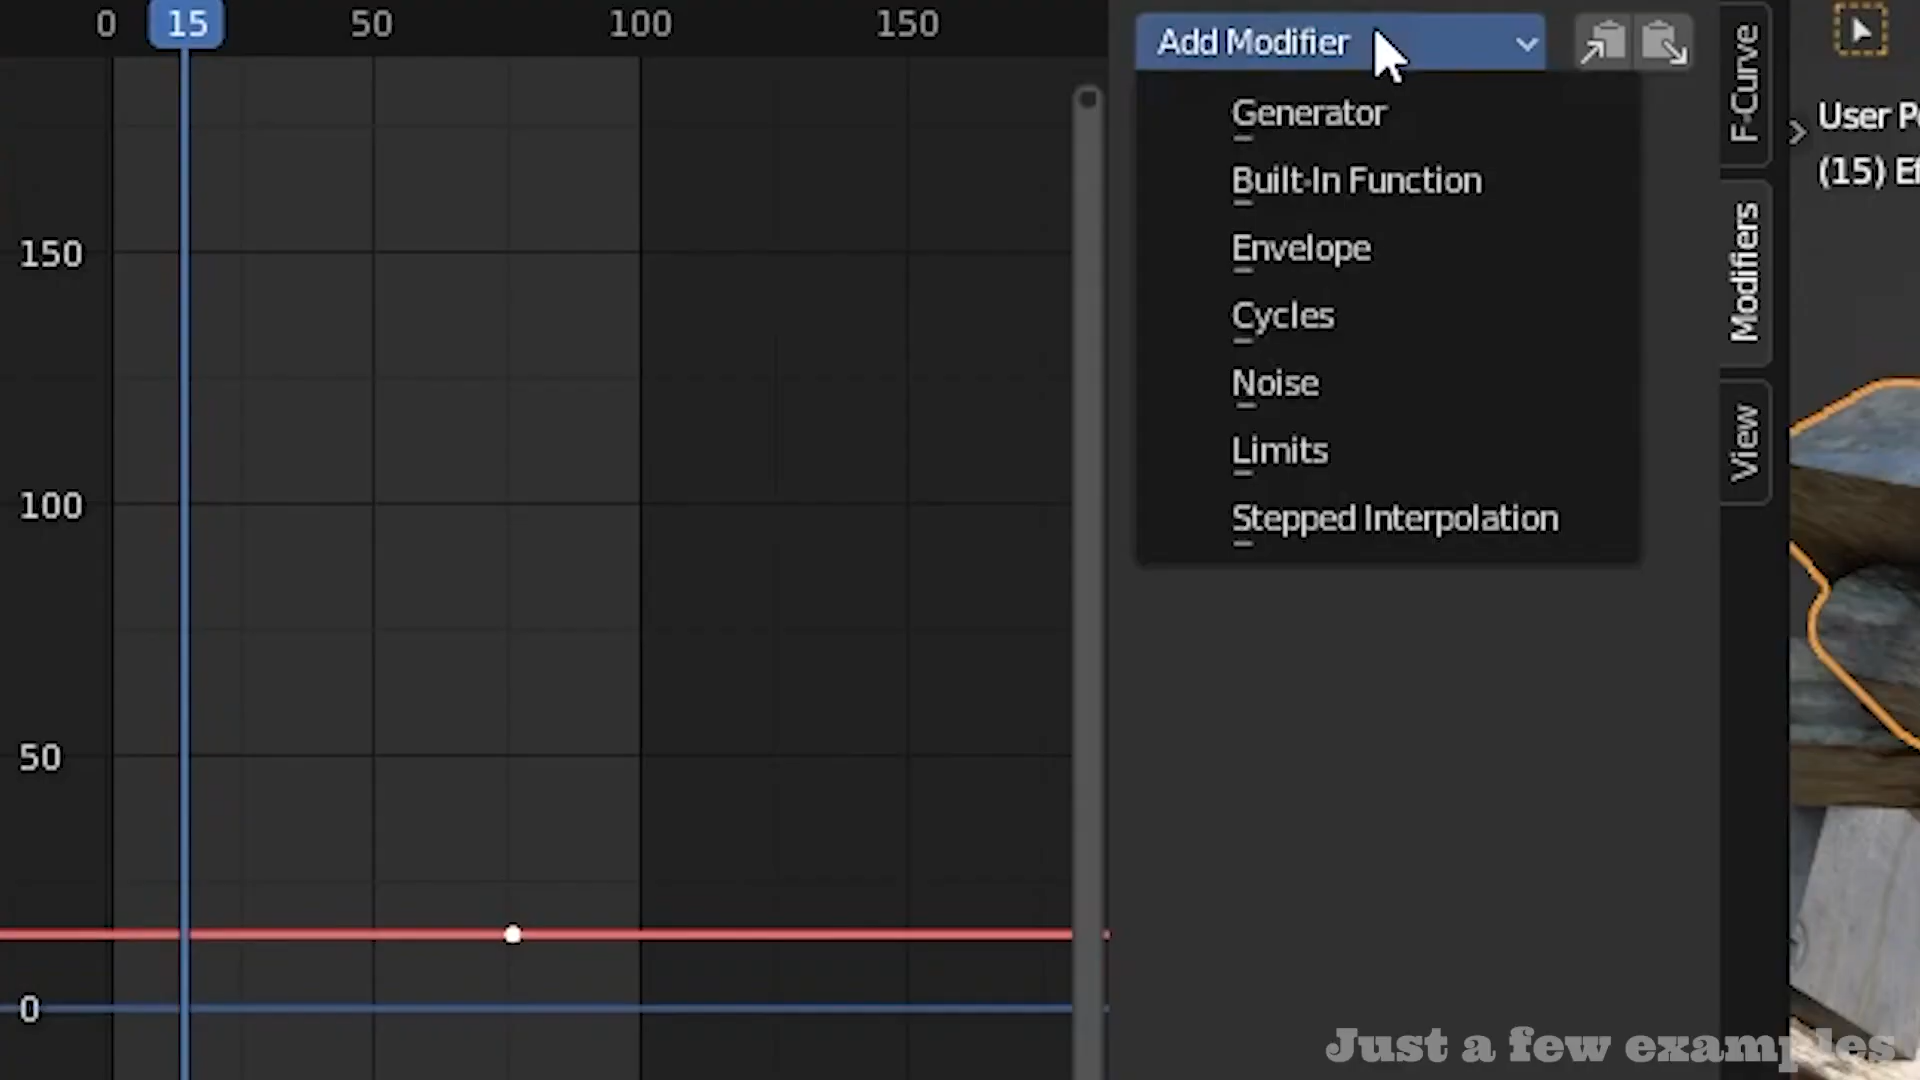 0 15 50 100 150
Add Modifier
Generator
Built-In Function
Envelope
Cycles
Noise
Limits
Stepped Interpolation
F-Curve
Modifiers
View
User
(15)
150
100
50
0
Just a few examples